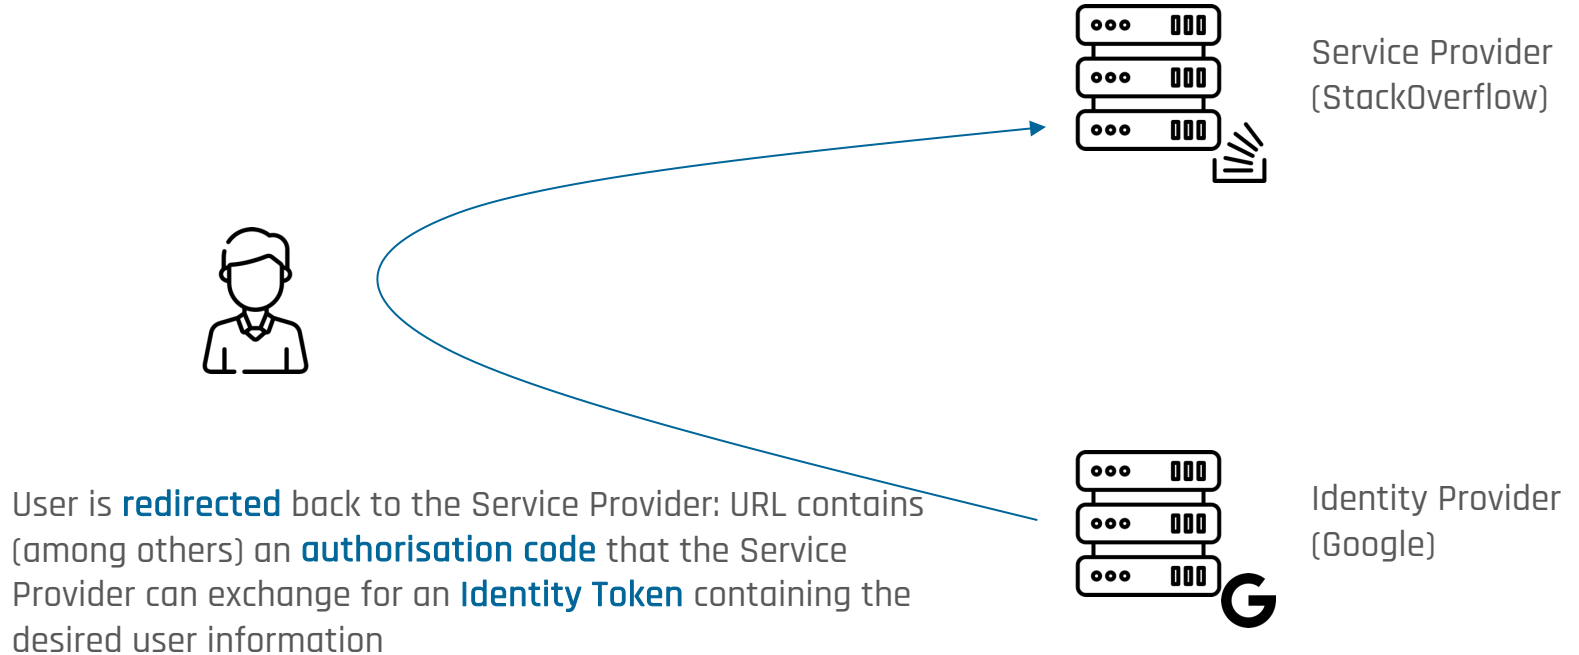 Service Provider
(StackOverflow)
User is redirected back to the Service Provider: URL contains
(among others) an authorisation code that the Service
Provider can exchange for an Identity Token containing the
desired user information
Identity Provider
(Google)
G